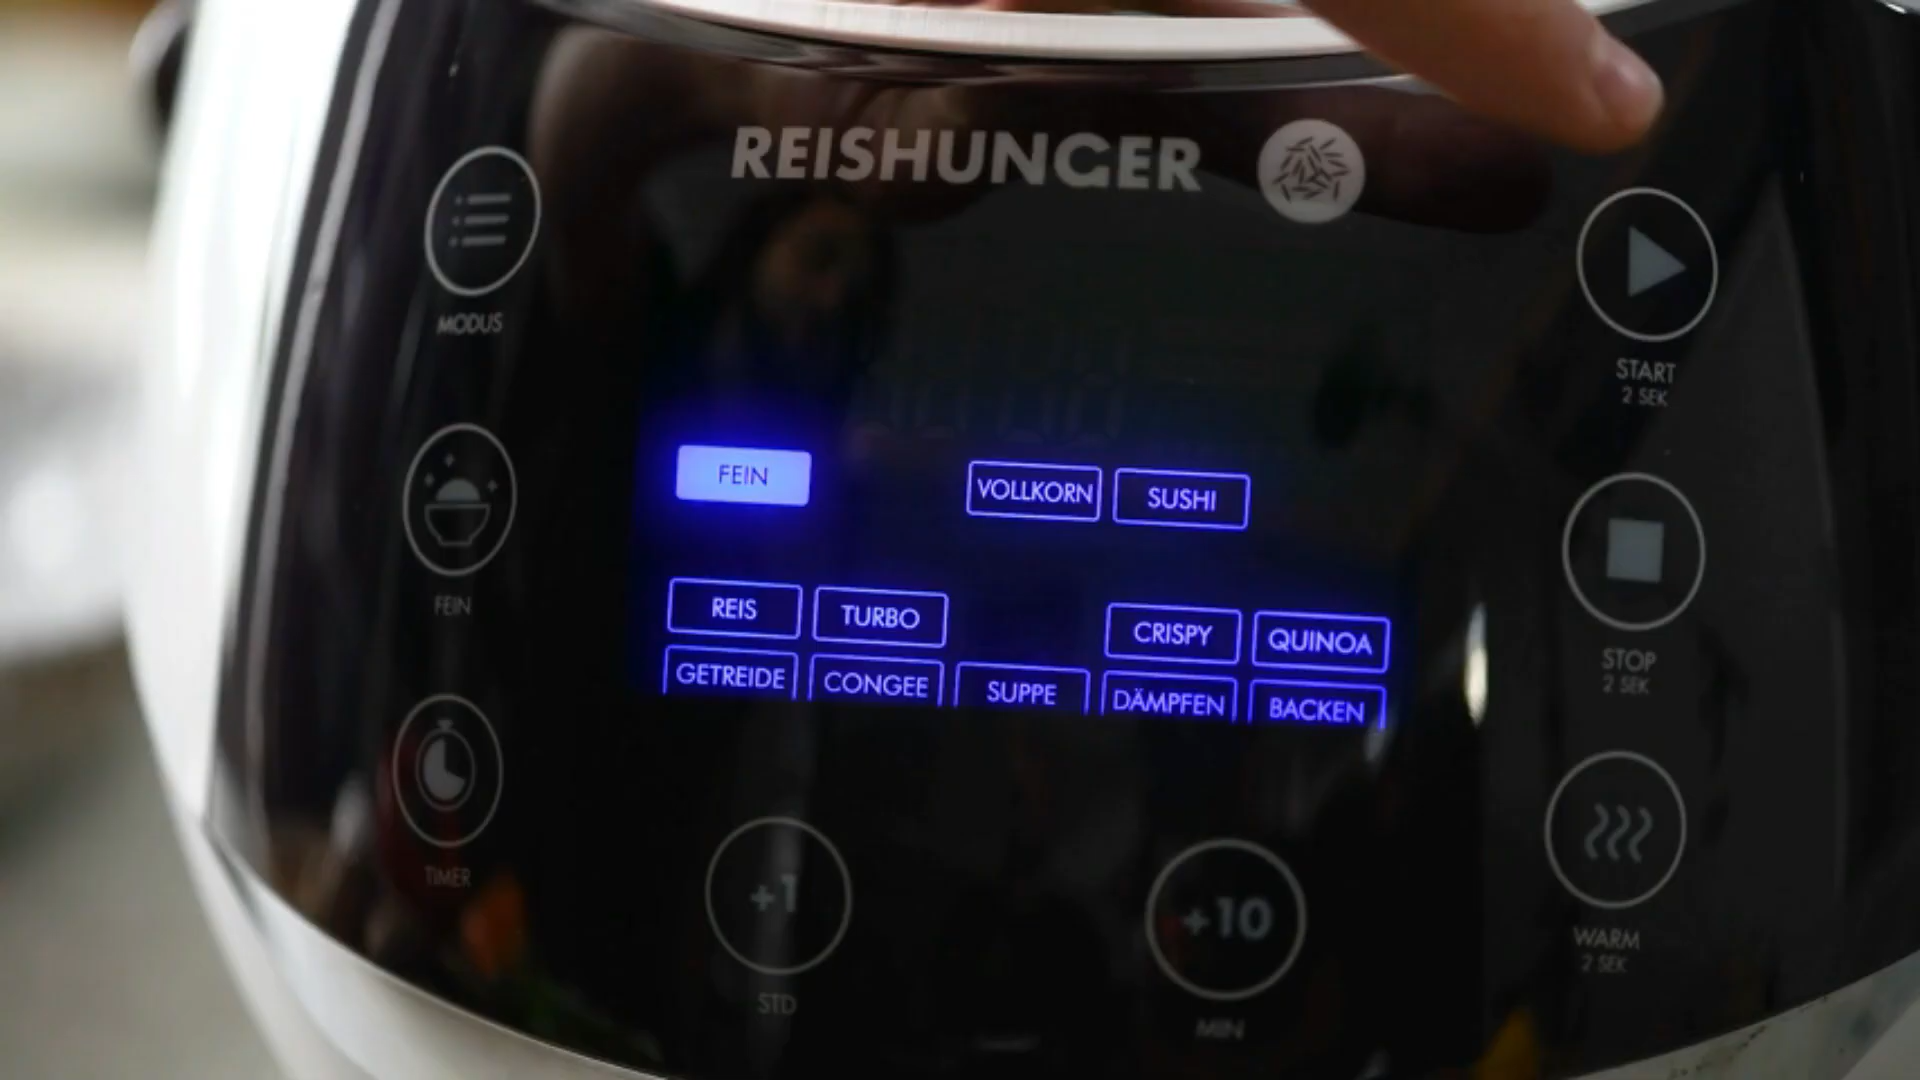 REISHUNGER
MODUS
START
2 SEK
FEIN
VOLLKORN
SUSHI
FEIN
REIS
TURBO
CRISPY
QUINOA
STOP
2 SEK
GETREIDE
CONGEE
SUPPE
DÄMPFEN
BACKEN
TIMER
+1
STD
+10
MIN
WARM
2 SEK